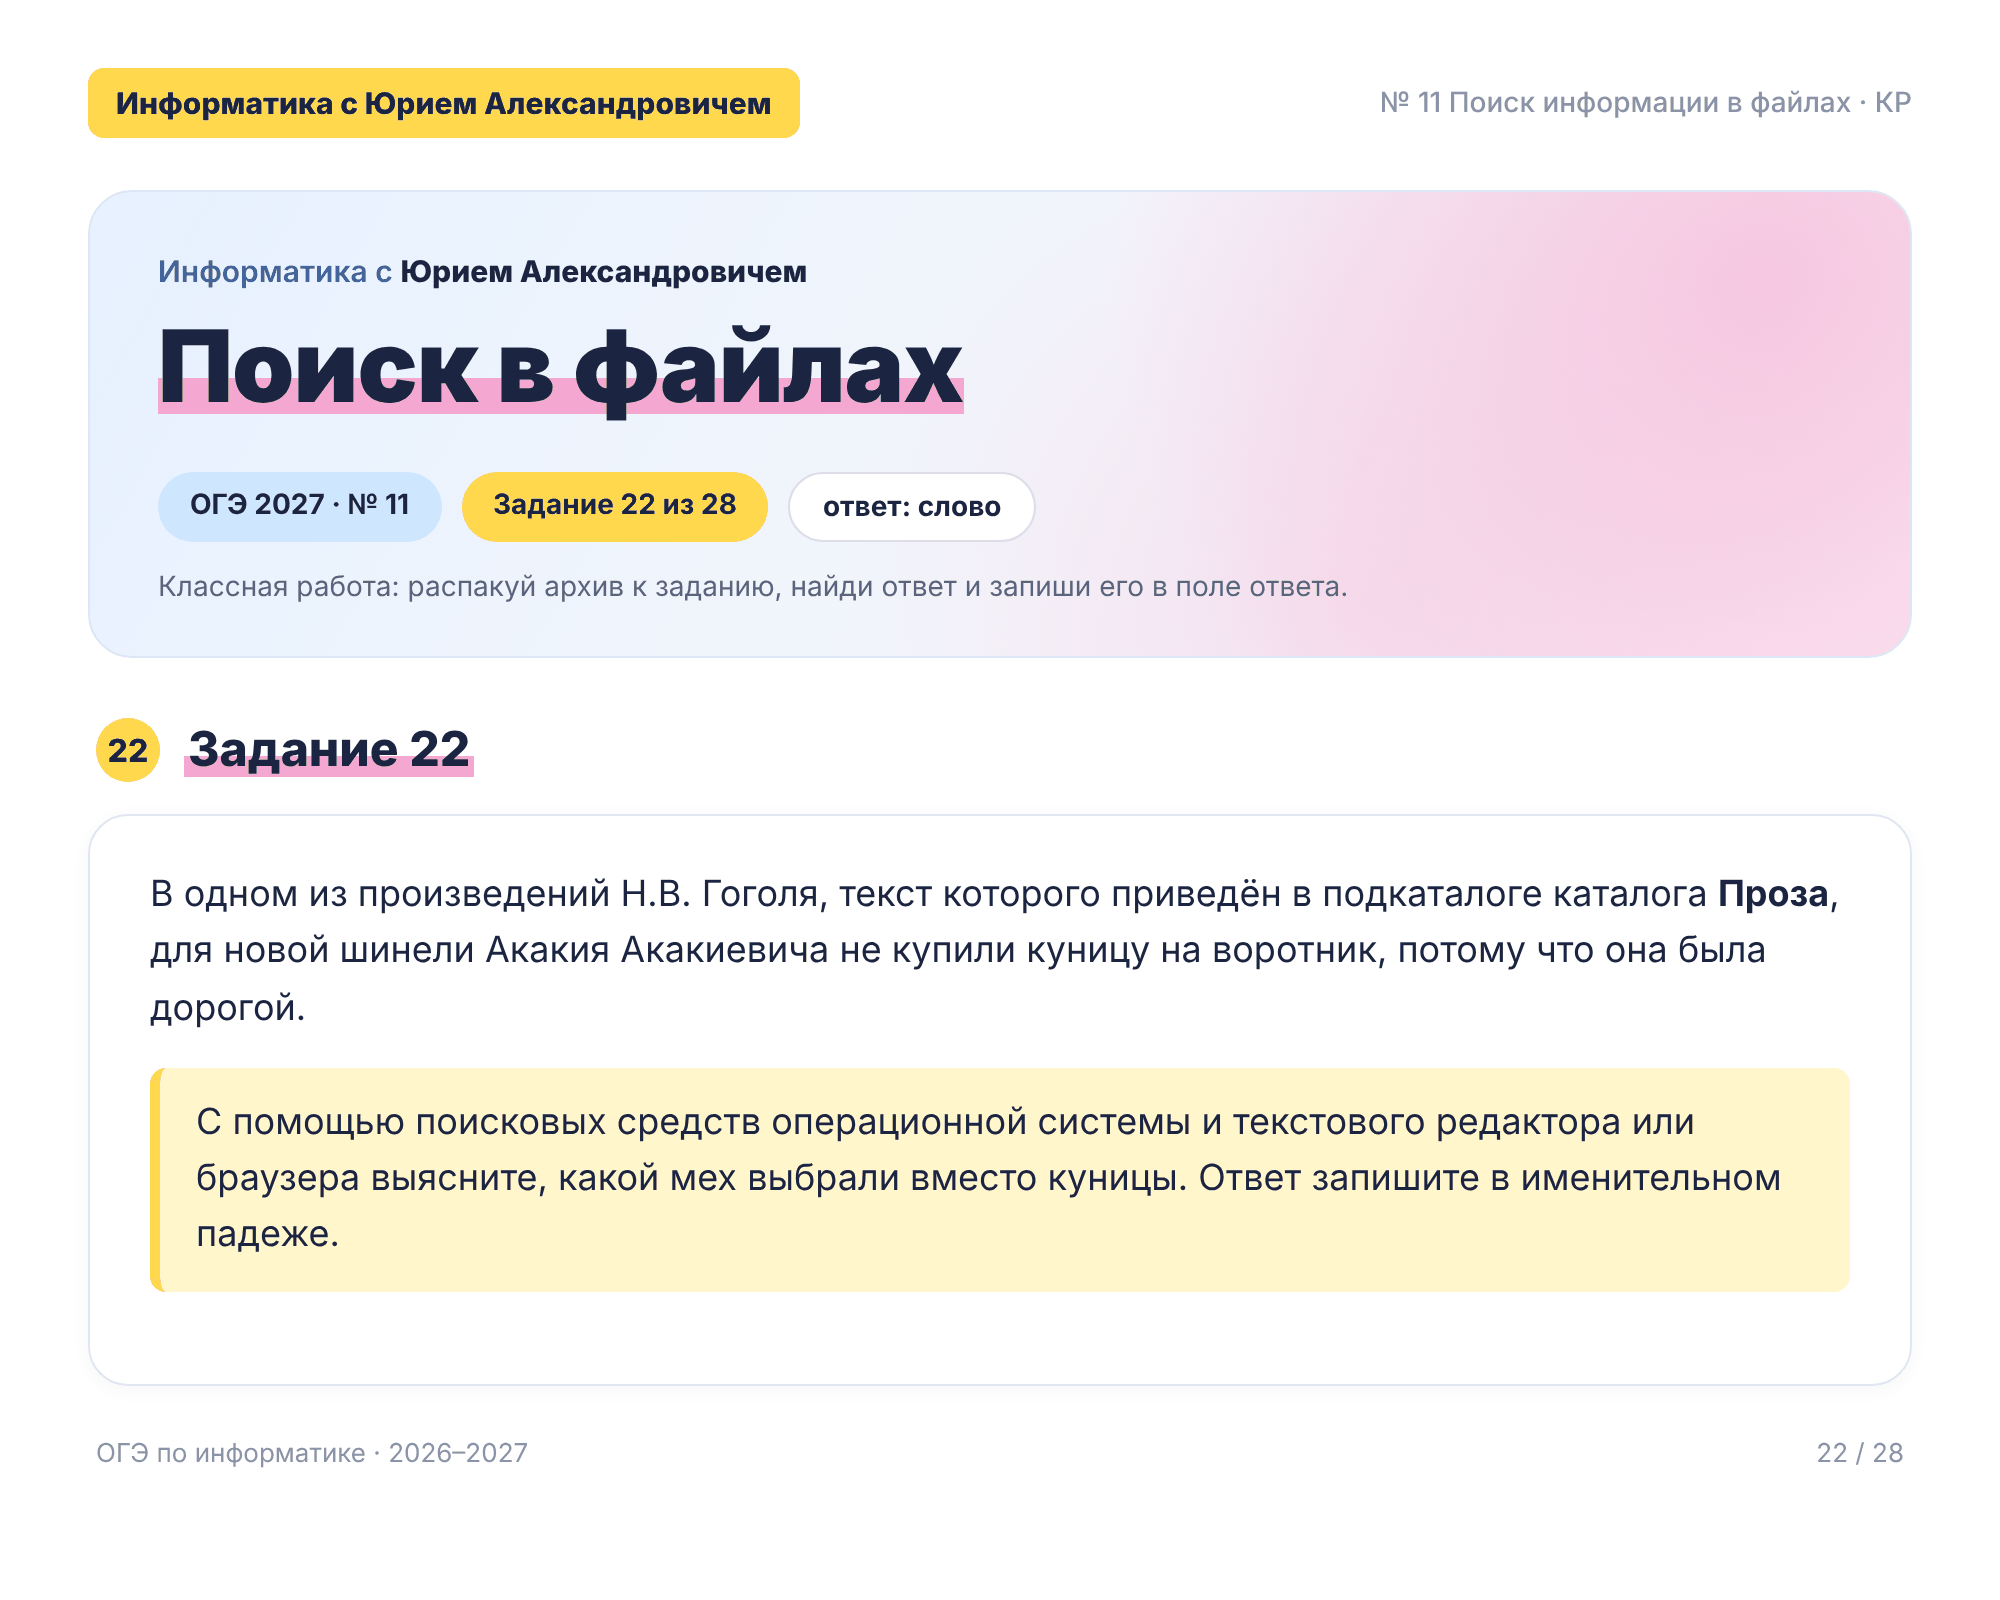 Информатика с Юрием Александровичем
№ 11 Поиск информации в файлах · КР
Информатика с Юрием Александровичем
Поиск в файлах
ОГЭ 2027 · № 11
Задание 22 из 28
ответ: слово
Классная работа: распакуй архив к заданию, найди ответ и запиши его в поле ответа.
22
Задание 22
В одном из произведений Н.В. Гоголя, текст которого приведён в подкаталоге каталога Проза,
для новой шинели Акакия Акакиевича не купили куницу на воротник, потому что она была
дорогой.
С помощью поисковых средств операционной системы и текстового редактора или
браузера выясните, какой мех выбрали вместо куницы. Ответ запишите в именительном
падеже.
ОГЭ по информатике · 2026–2027
22 / 28